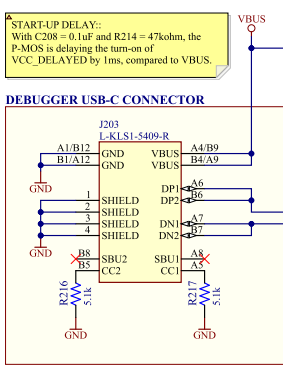 START-UP DELAY::
With C208 = 0.1uF and R214 = 47kohm, the
P-MOS is delaying the turn-on of
VCC_DELAYED by 1ms, compared to VBUS.
VBUS
DEBUGGER USB-C CONNECTOR
J203
L-KLS1-5409-R
A1/B12 GND VBUS A4/B9
B1/A12 GND VBUS B4/A9
GND
DP1 A6
1 SHIELD DP2 B6
2 SHIELD
3 SHIELD DN1 A7
4 SHIELD DN2 B7
GND
B8 SBU2 SBU1 A8
B5 CC2 CC1 A5
R216 5.1k
R217 5.1k
GND GND